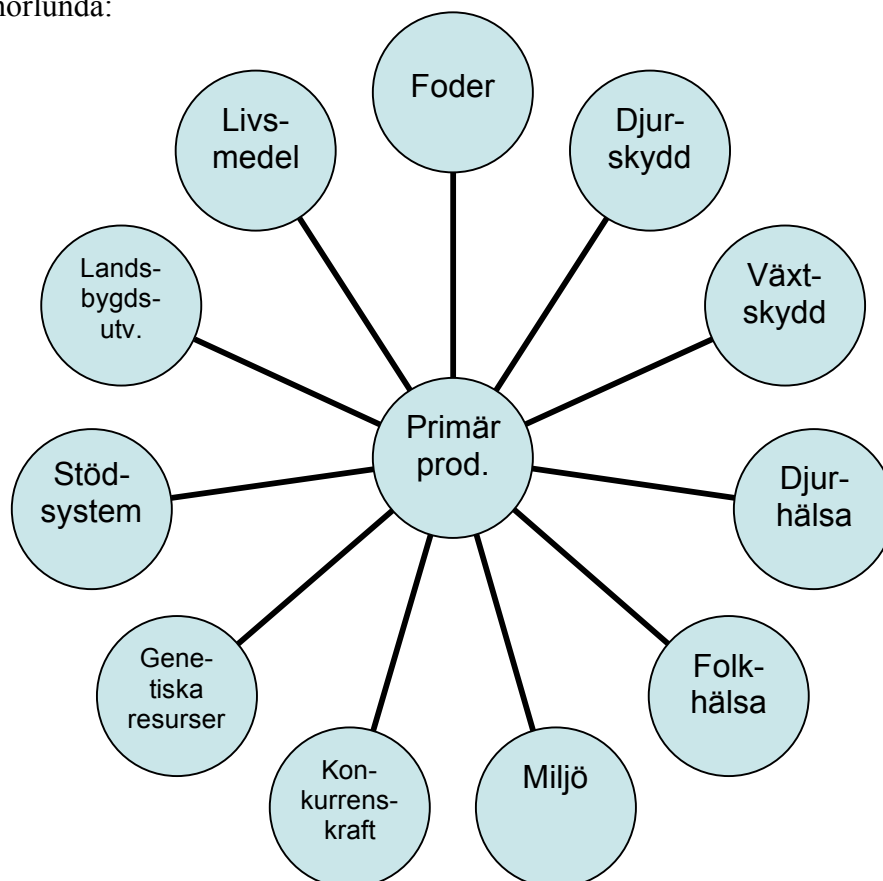 Foder
Livs-
medel
Djur-
skydd
Lands-
bygds-
utv.
Växt-
skydd
Primär
prod.
Stöd-
system
Djur-
hälsa
Gene-
tiska
resurser
Folk-
hälsa
Kon-
kurrens-
kraft
Miljö